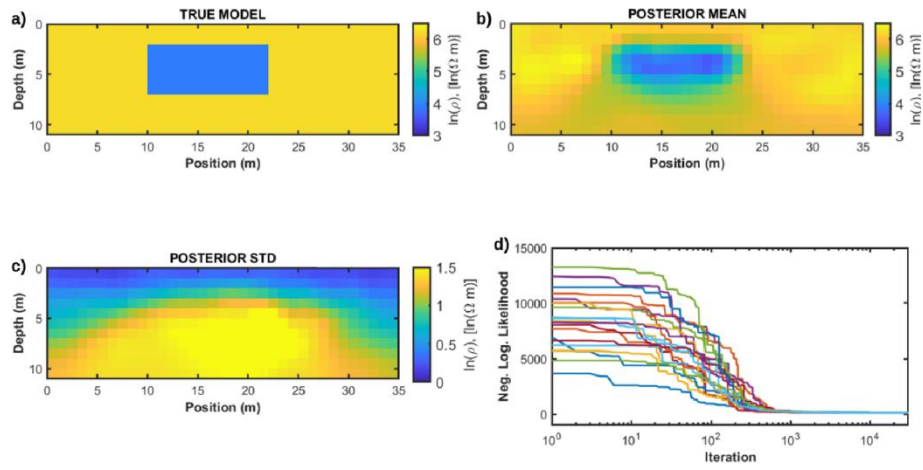 a)
TRUE MODEL
Depth (m)
0
5
10
0 5 10 15 20 25 30 35
Position (m)
6
5
4
3
ln(ρ), [ln(Ω m)]
b)
POSTERIOR MEAN
Depth (m)
0
5
10
0 5 10 15 20 25 30 35
Position (m)
6
5
4
3
ln(ρ), [ln(Ω m)]
c)
POSTERIOR STD
Depth (m)
0
5
10
0 5 10 15 20 25 30 35
Position (m)
1.5
1
0.5
0
ln(ρ), [ln(Ω m)]
d)
Neg. Log. Likelihood
15000
10000
5000
0
10⁰ 10¹ 10² 10³ 10⁴
Iteration